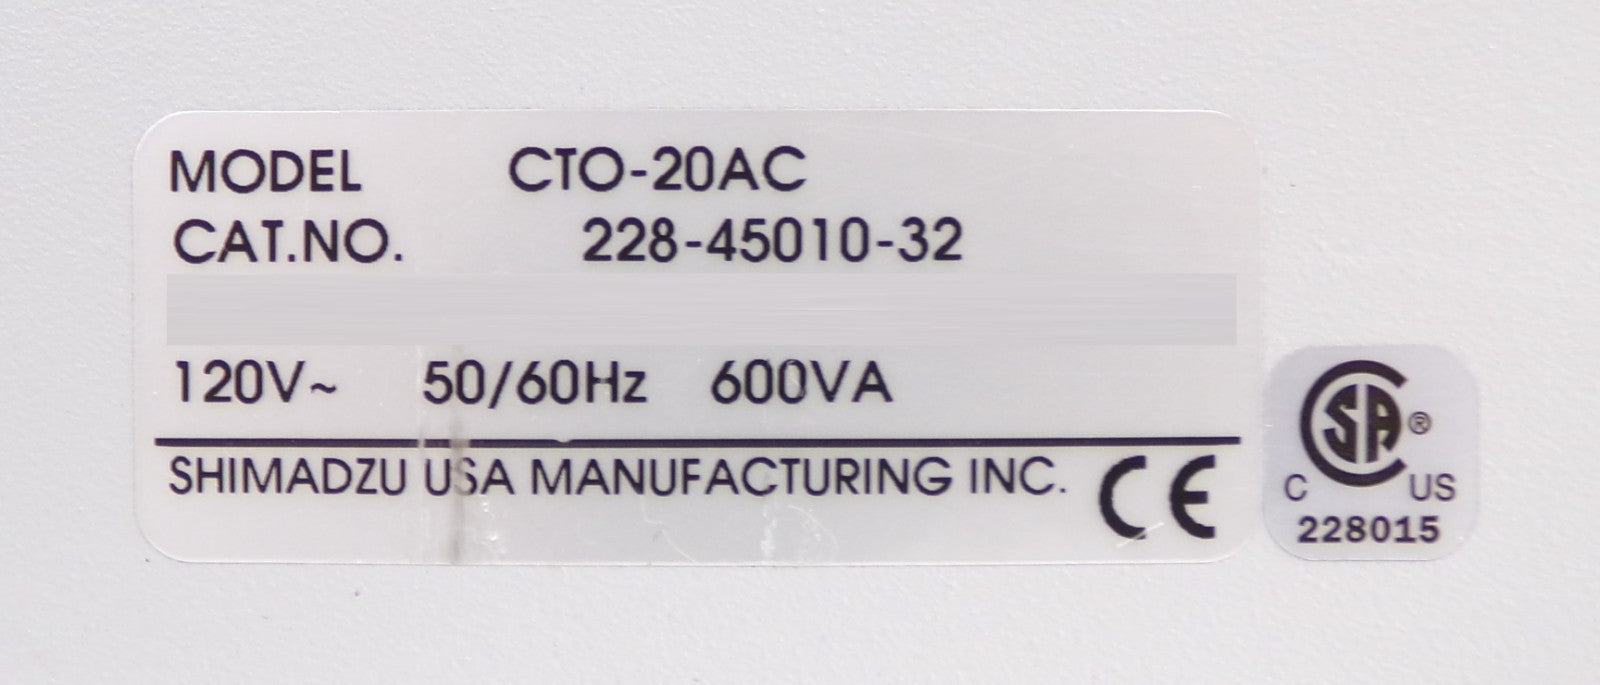 MODEL CTO-20AC
CAT.NO. 228-45010-32
120V~ 50/60Hz 600VA
SHIMADZU USA MANUFACTURING INC. CE
CSA ®
C US
228015